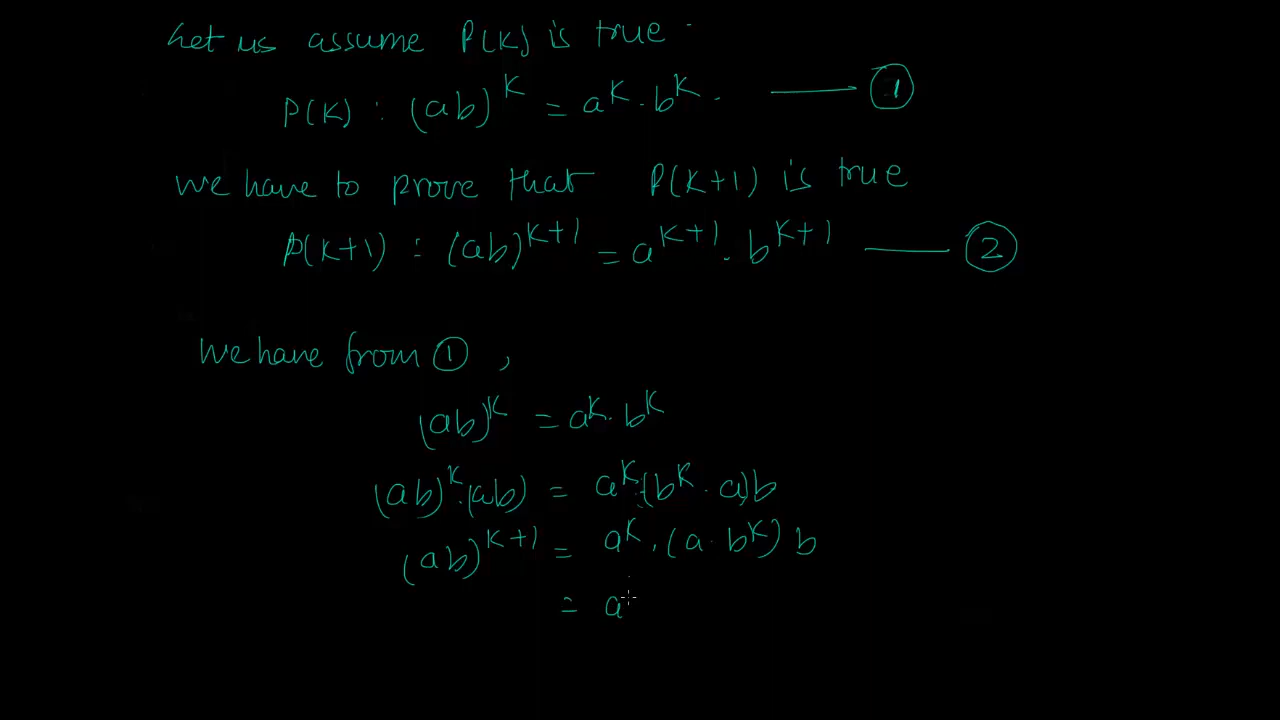 Let us assume P(K) is true.
P(K) : (ab)^K = a^K . b^K . —— ①
we have to prove that P(K+1) is true
P(K+1) : (ab)^K+1 = a^K+1 . b^K+1 —— ②
We have from ① ,
(ab)^K = a^K . b^K
(ab)^K . (ab) = a^K . (b^K . a) b
(ab)^K+1 = a^K . (a . b^K) b
= a